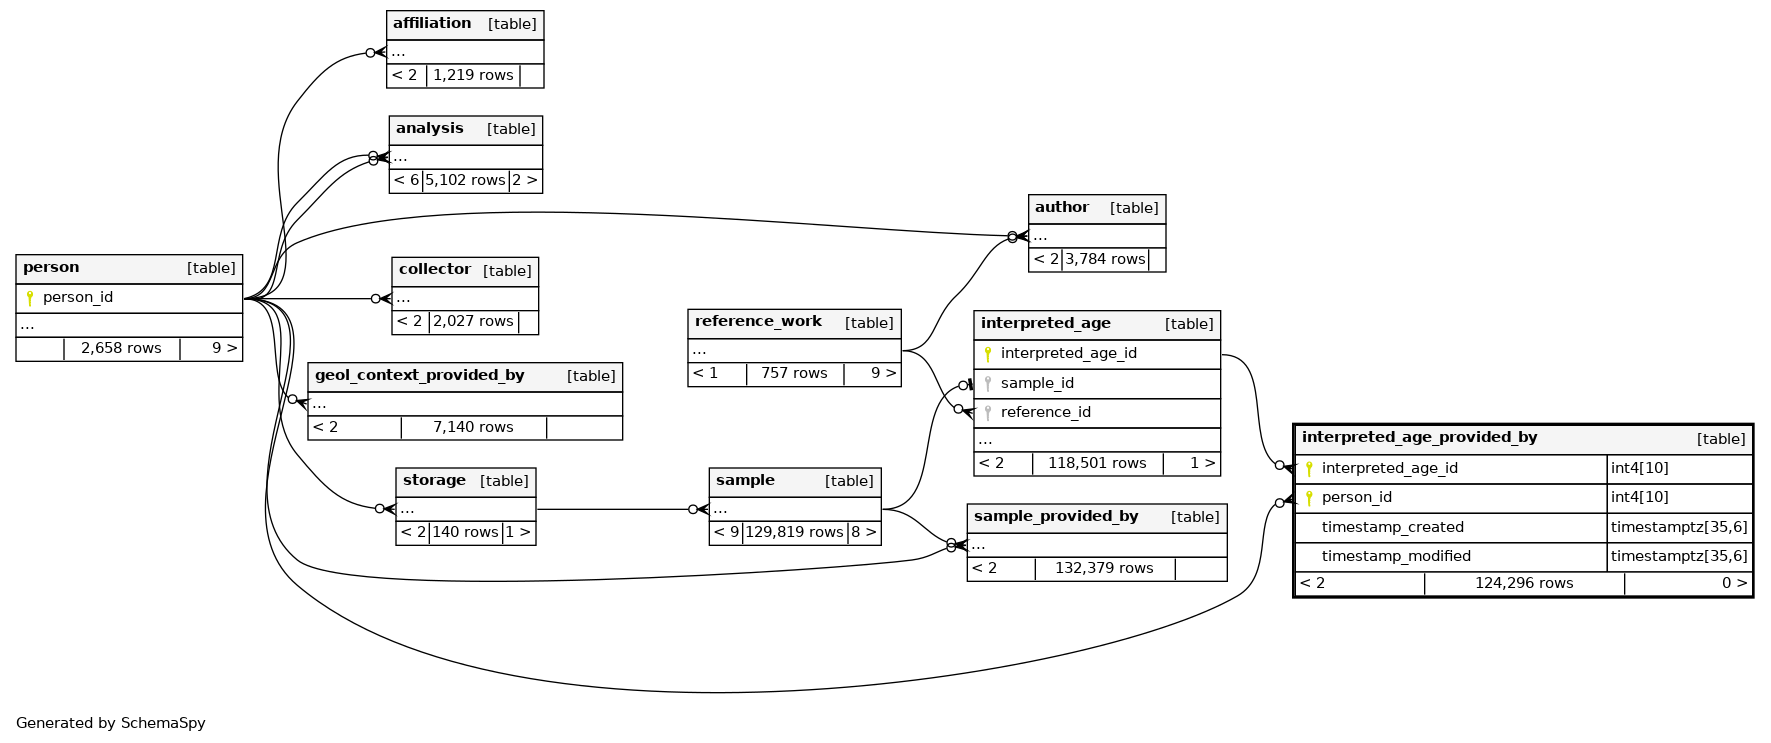 affiliation [table]
...
< 2 1,219 rows
analysis [table]
...
< 6 5,102 rows 2 >
author [table]
...
< 2 3,784 rows
person [table]
person_id
...
2,658 rows 9 >
collector [table]
...
< 2 2,027 rows
reference_work [table]
...
< 1 757 rows 9 >
interpreted_age [table]
interpreted_age_id
sample_id
reference_id
...
< 2 118,501 rows 1 >
geol_context_provided_by [table]
...
< 2 7,140 rows
interpreted_age_provided_by [table]
interpreted_age_id int4[10]
person_id int4[10]
timestamp_created timestamptz[35,6]
timestamp_modified timestamptz[35,6]
< 2 124,296 rows 0 >
storage [table]
...
< 2 140 rows 1 >
sample [table]
...
< 9 129,819 rows 8 >
sample_provided_by [table]
...
< 2 132,379 rows
Generated by SchemaSpy